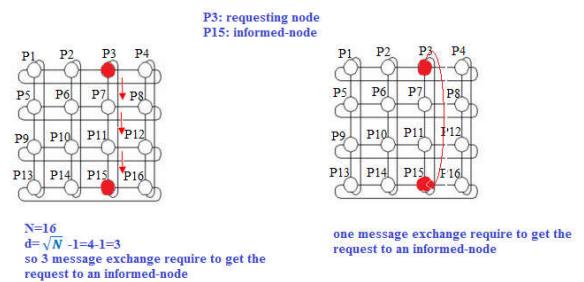 P3: requesting node
P15: informed-node
P1 P2 P3 P4
P5 P6 P7 P8
P9 P10 P11 P12
P13 P14 P15 P16
N=16
d= √N -1=4-1=3
so 3 message exchange require to get the
request to an informed-node
P1 P2 P3 P4
P5 P6 P7 P8
P9 P10 P11 P12
P13 P14 P15 P16
one message exchange require to get the
request to an informed-node